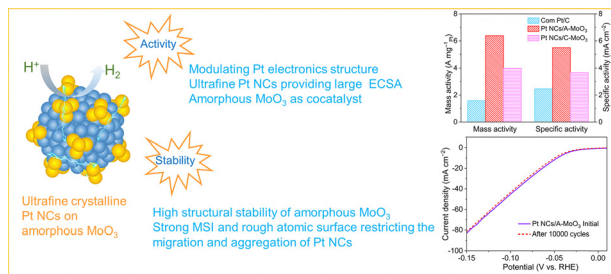 H⁺
H₂
Activity
Modulating Pt electronics structure
Ultrafine Pt NCs providing large ECSA
Amorphous MoO₃ as cocatalyst
Stability
Ultrafine crystalline
Pt NCs on
amorphous MoO₃
High structural stability of amorphous MoO₃
Strong MSI and rough atomic surface restricting the
migration and aggregation of Pt NCs
Com Pt/C
Pt NCs/A-MoO₃
Pt NCs/C-MoO₃
Mass activity (A mg⁻¹)
8
6
4
2
0
Specific activity (mA cm⁻²)
8
6
4
2
0
Mass activity Specific activity
Current density (mA cm⁻²)
0
-20
-40
-60
-80
-100
Pt NCs/A-MoO₃ Initial
After 10000 cycles
-0.15 -0.10 -0.05 0.00
Potential (V vs. RHE)